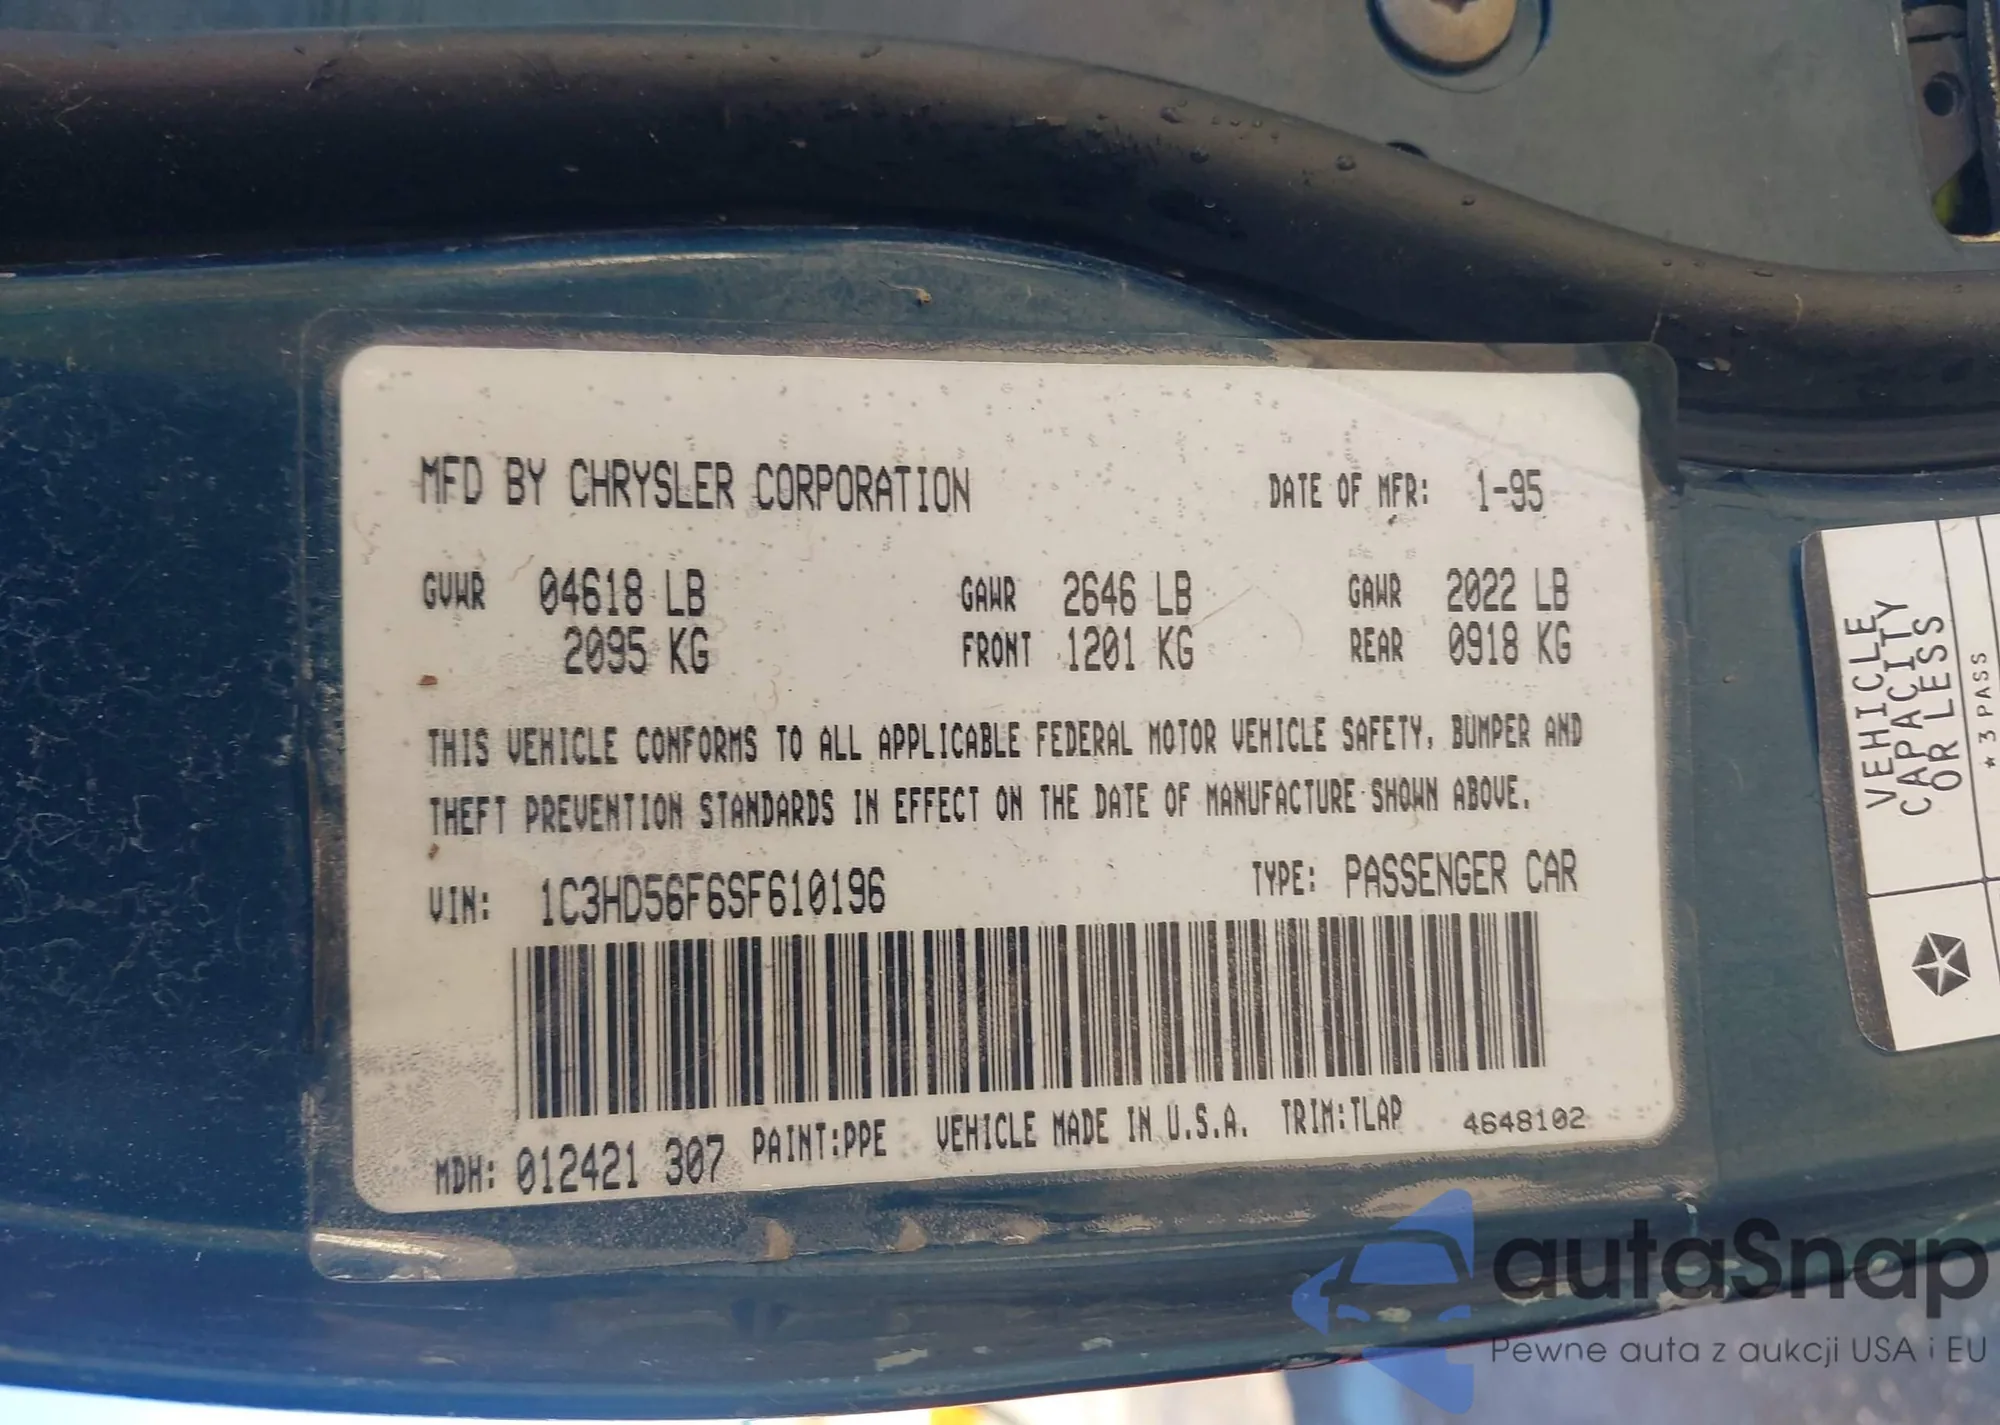 MFD BY CHRYSLER CORPORATION DATE OF MFR: 1-95
GVWR 04618 LB GAWR 2646 LB GAWR 2022 LB
2095 KG FRONT 1201 KG REAR 0918 KG
THIS VEHICLE CONFORMS TO ALL APPLICABLE FEDERAL MOTOR VEHICLE SAFETY, BUMPER AND
THEFT PREVENTION STANDARDS IN EFFECT ON THE DATE OF MANUFACTURE SHOWN ABOVE.
VIN: 1C3HD56F6SF610196 TYPE: PASSENGER CAR
MDH: 012421 307 PAINT:PPE VEHICLE MADE IN U.S.A. TRIM:TLAP 4648102
VEHICLE
CAPACITY
OR LESS
* 3 PASS
autaSnap
Pewne auta z aukcji USA i EU